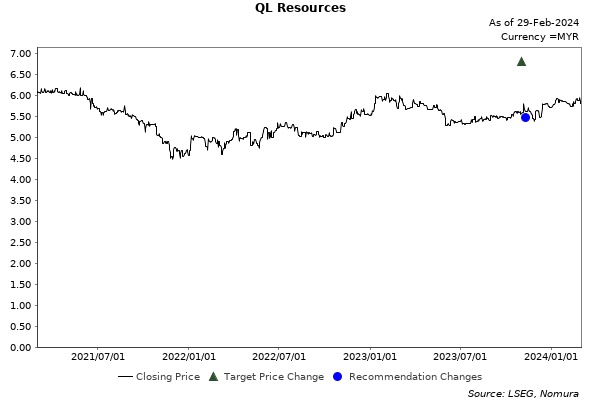 QL Resources
As of 29-Feb-2024
Currency =MYR
7.00
6.50
6.00
5.50
5.00
4.50
4.00
3.50
3.00
2.50
2.00
1.50
1.00
0.50
0.00
2021/07/01 2022/01/01 2022/07/01 2023/01/01 2023/07/01 2024/01/01
Closing Price Target Price Change Recommendation Changes
Source: LSEG, Nomura